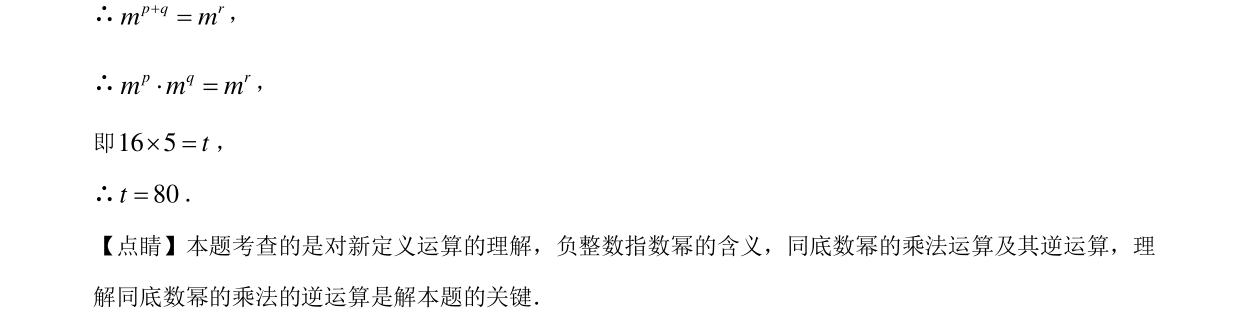 ∴ m^{p+q} = m^r，
∴ m^p · m^q = m^r，
即16×5 = t，
∴ t = 80．
【点睛】本题考查的是对新定义运算的理解，负整数指数幂的含义，同底数幂的乘法运算及其逆运算，理
解同底数幂的乘法的逆运算是解本题的关键．